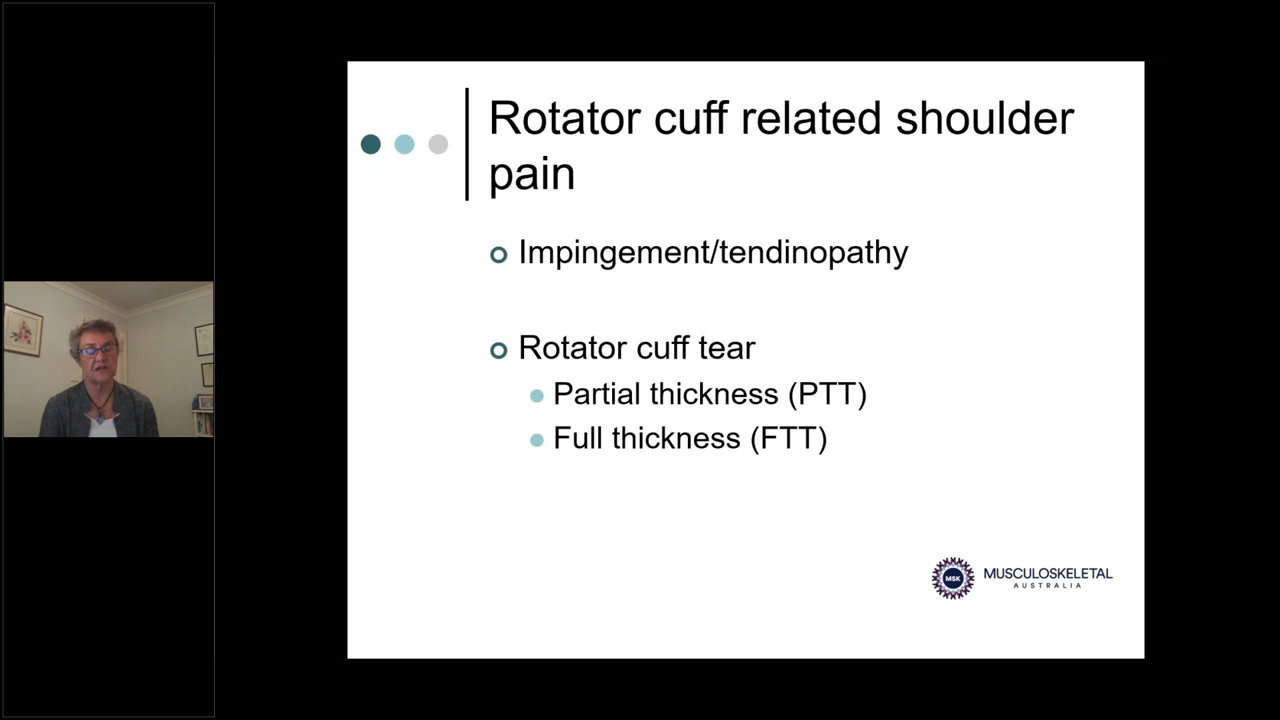 Rotator cuff related shoulder
pain
Impingement/tendinopathy
Rotator cuff tear
Partial thickness (PTT)
Full thickness (FTT)
MSK
MUSCULOSKELETAL
AUSTRALIA